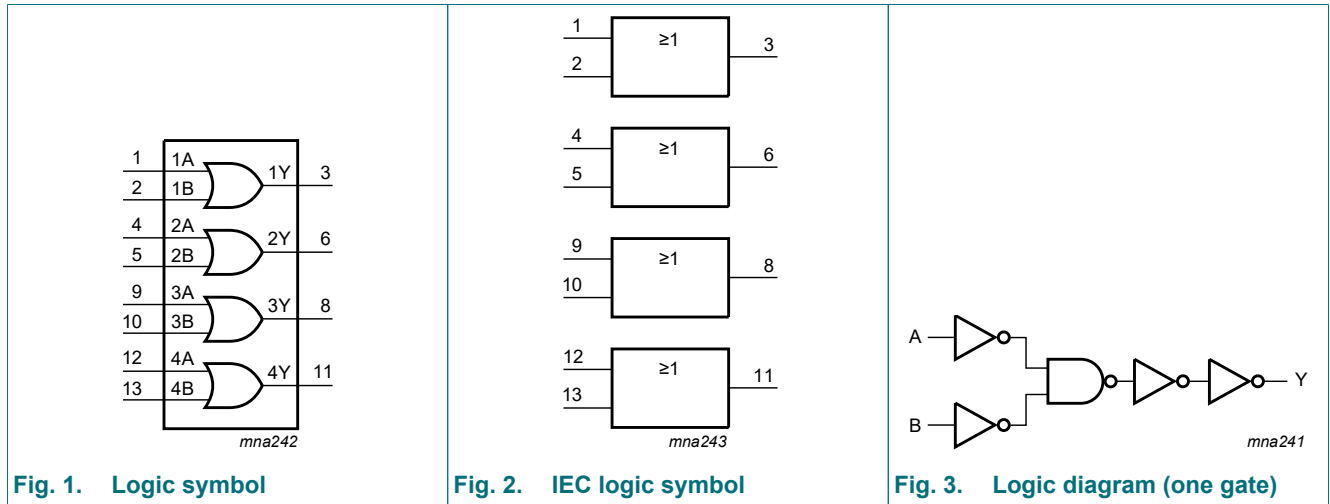 1 1A 1Y 3
2 1B
4 2A 2Y 6
5 2B
9 3A 3Y 8
10 3B
12 4A 4Y 11
13 4B
mna242
Fig. 1. Logic symbol
1 ≥1 3
2
4 ≥1 6
5
9 ≥1 8
10
12 ≥1 11
13
mna243
Fig. 2. IEC logic symbol
A
Y
B
mna241
Fig. 3. Logic diagram (one gate)